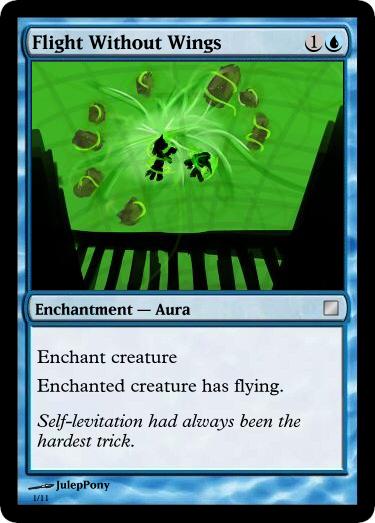 Flight Without Wings 1
Enchantment — Aura
Enchant creature
Enchanted creature has flying.
Self-levitation had always been the
hardest trick.
JulepPony
1/11